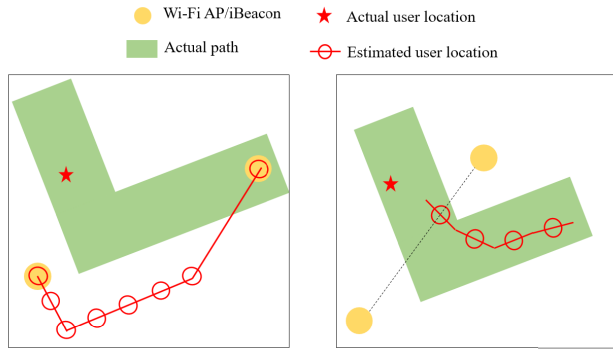 Wi-Fi AP/iBeacon
Actual user location
Actual path
Estimated user location